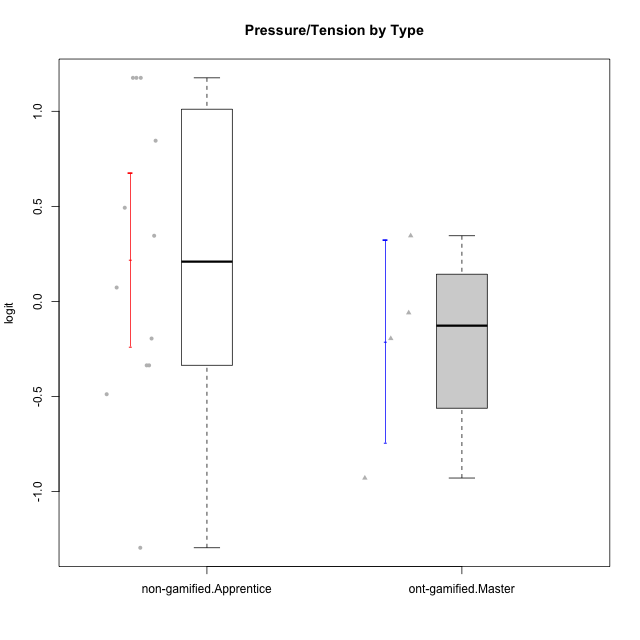 Pressure/Tension by Type
1.0
0.5
0.0
-0.5
-1.0
logit
non-gamified.Apprentice
ont-gamified.Master